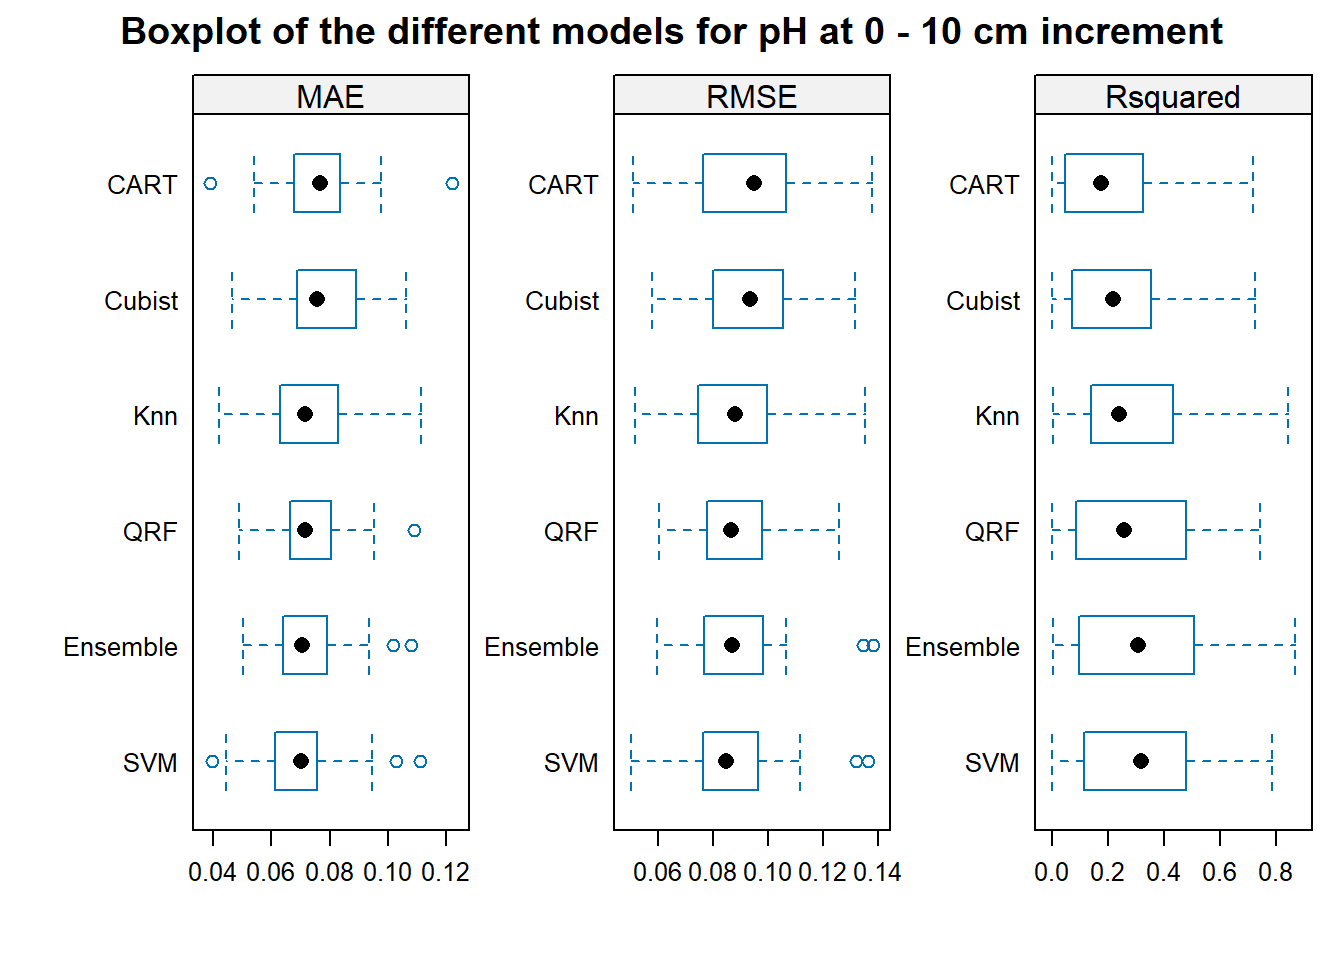 Boxplot of the different models for pH at 0 - 10 cm increment
MAE
RMSE
Rsquared
CART
Cubist
Knn
QRF
Ensemble
SVM
CART
Cubist
Knn
QRF
Ensemble
SVM
CART
Cubist
Knn
QRF
Ensemble
SVM
0.04 0.06 0.08 0.10 0.12
0.06 0.08 0.10 0.12 0.14
0.0 0.2 0.4 0.6 0.8